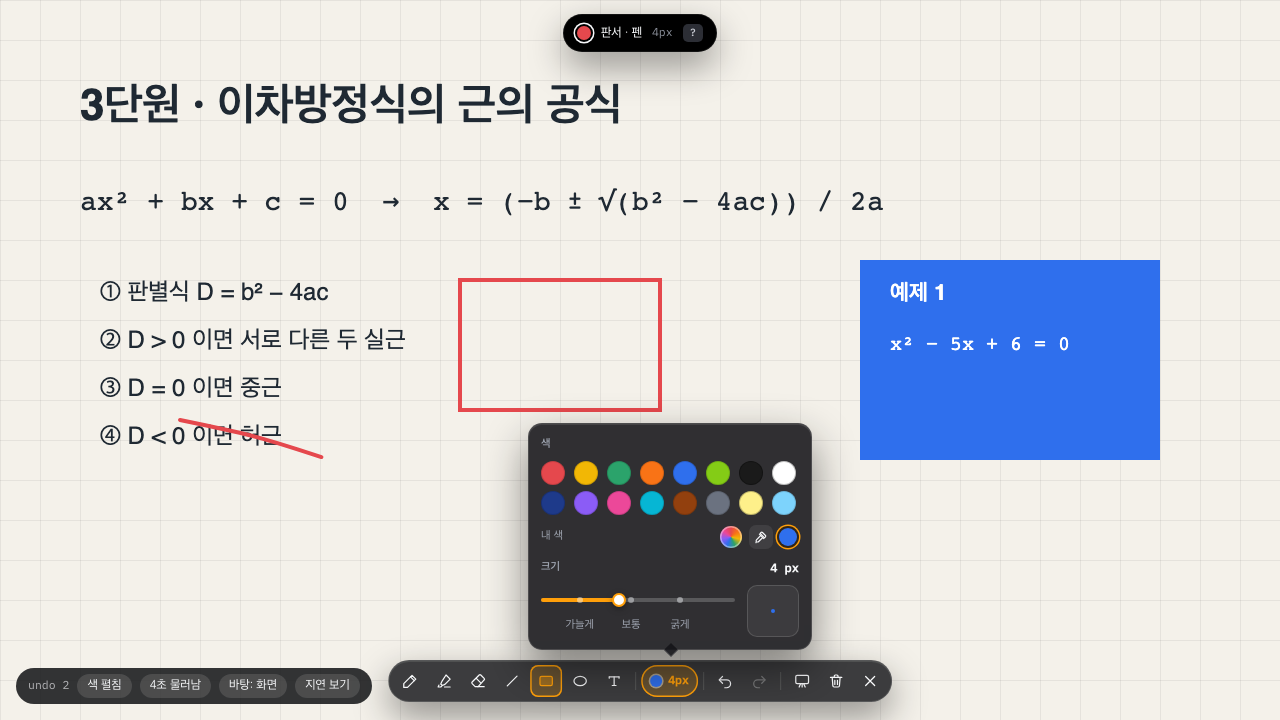 판서 · 펜 4px ?
3단원 · 이차방정식의 근의 공식
ax² + bx + c = 0 → x = (−b ± √(b² − 4ac)) / 2a
① 판별식 D = b² − 4ac
② D > 0 이면 서로 다른 두 실근
③ D = 0 이면 중근
④ D < 0 이면 허근
예제 1
x² − 5x + 6 = 0
색
내 색
크기 4 px
가늘게 보통 굵게
undo 2 색 펼침 4초 물러남 바탕: 화면 지연 보기
T 4px